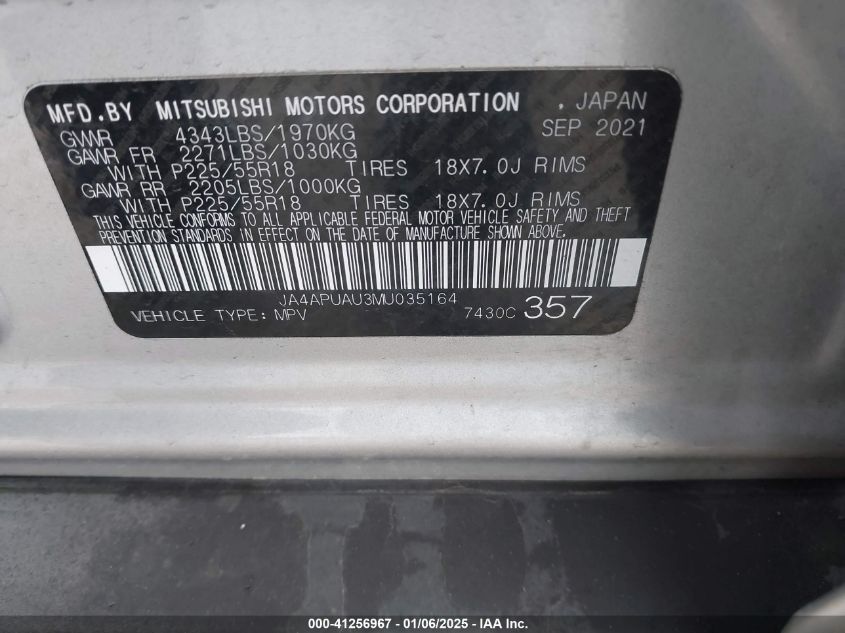 MFD.BY MITSUBISHI MOTORS CORPORATION , JAPAN
GVWR 4343LBS/1970KG SEP 2021
GAWR FR 2271LBS/1030KG
WITH P225/55R18 TIRES 18X7.0J RIMS
GAWR RR 2205LBS/1000KG
WITH P225/55R18 TIRES 18X7.0J RIMS
THIS VEHICLE CONFORMS TO ALL APPLICABLE FEDERAL MOTOR VEHICLE SAFETY AND THEFT
PREVENTION STANDARDS IN EFFECT ON THE DATE OF MANUFACTURE SHOWN ABOVE.
JA4APUAU3MU035164
VEHICLE TYPE: MPV 7430C 357
000-41256967 - 01/06/2025 - IAA Inc.